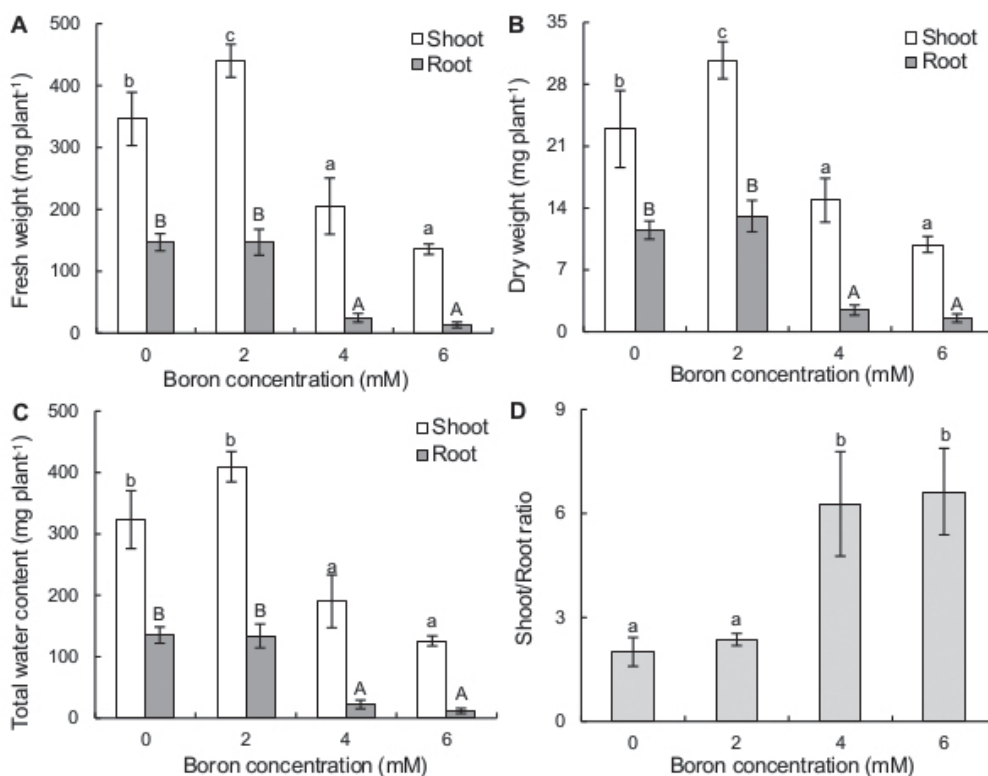 A
Fresh weight (mg plant-1)
500
400
300
200
100
0
Shoot
Root
b
B
c
B
a
A
a
A
0 2 4 6
Boron concentration (mM)
B
Dry weight (mg plant-1)
35
28
21
14
7
0
Shoot
Root
b
B
c
B
a
A
a
A
0 2 4 6
Boron concentration (mM)
C
Total water content (mg plant-1)
500
400
300
200
100
0
Shoot
Root
b
B
b
B
a
A
a
A
0 2 4 6
Boron concentration (mM)
D
Shoot/Root ratio
9
6
3
0
a
a
b
b
0 2 4 6
Boron concentration (mM)